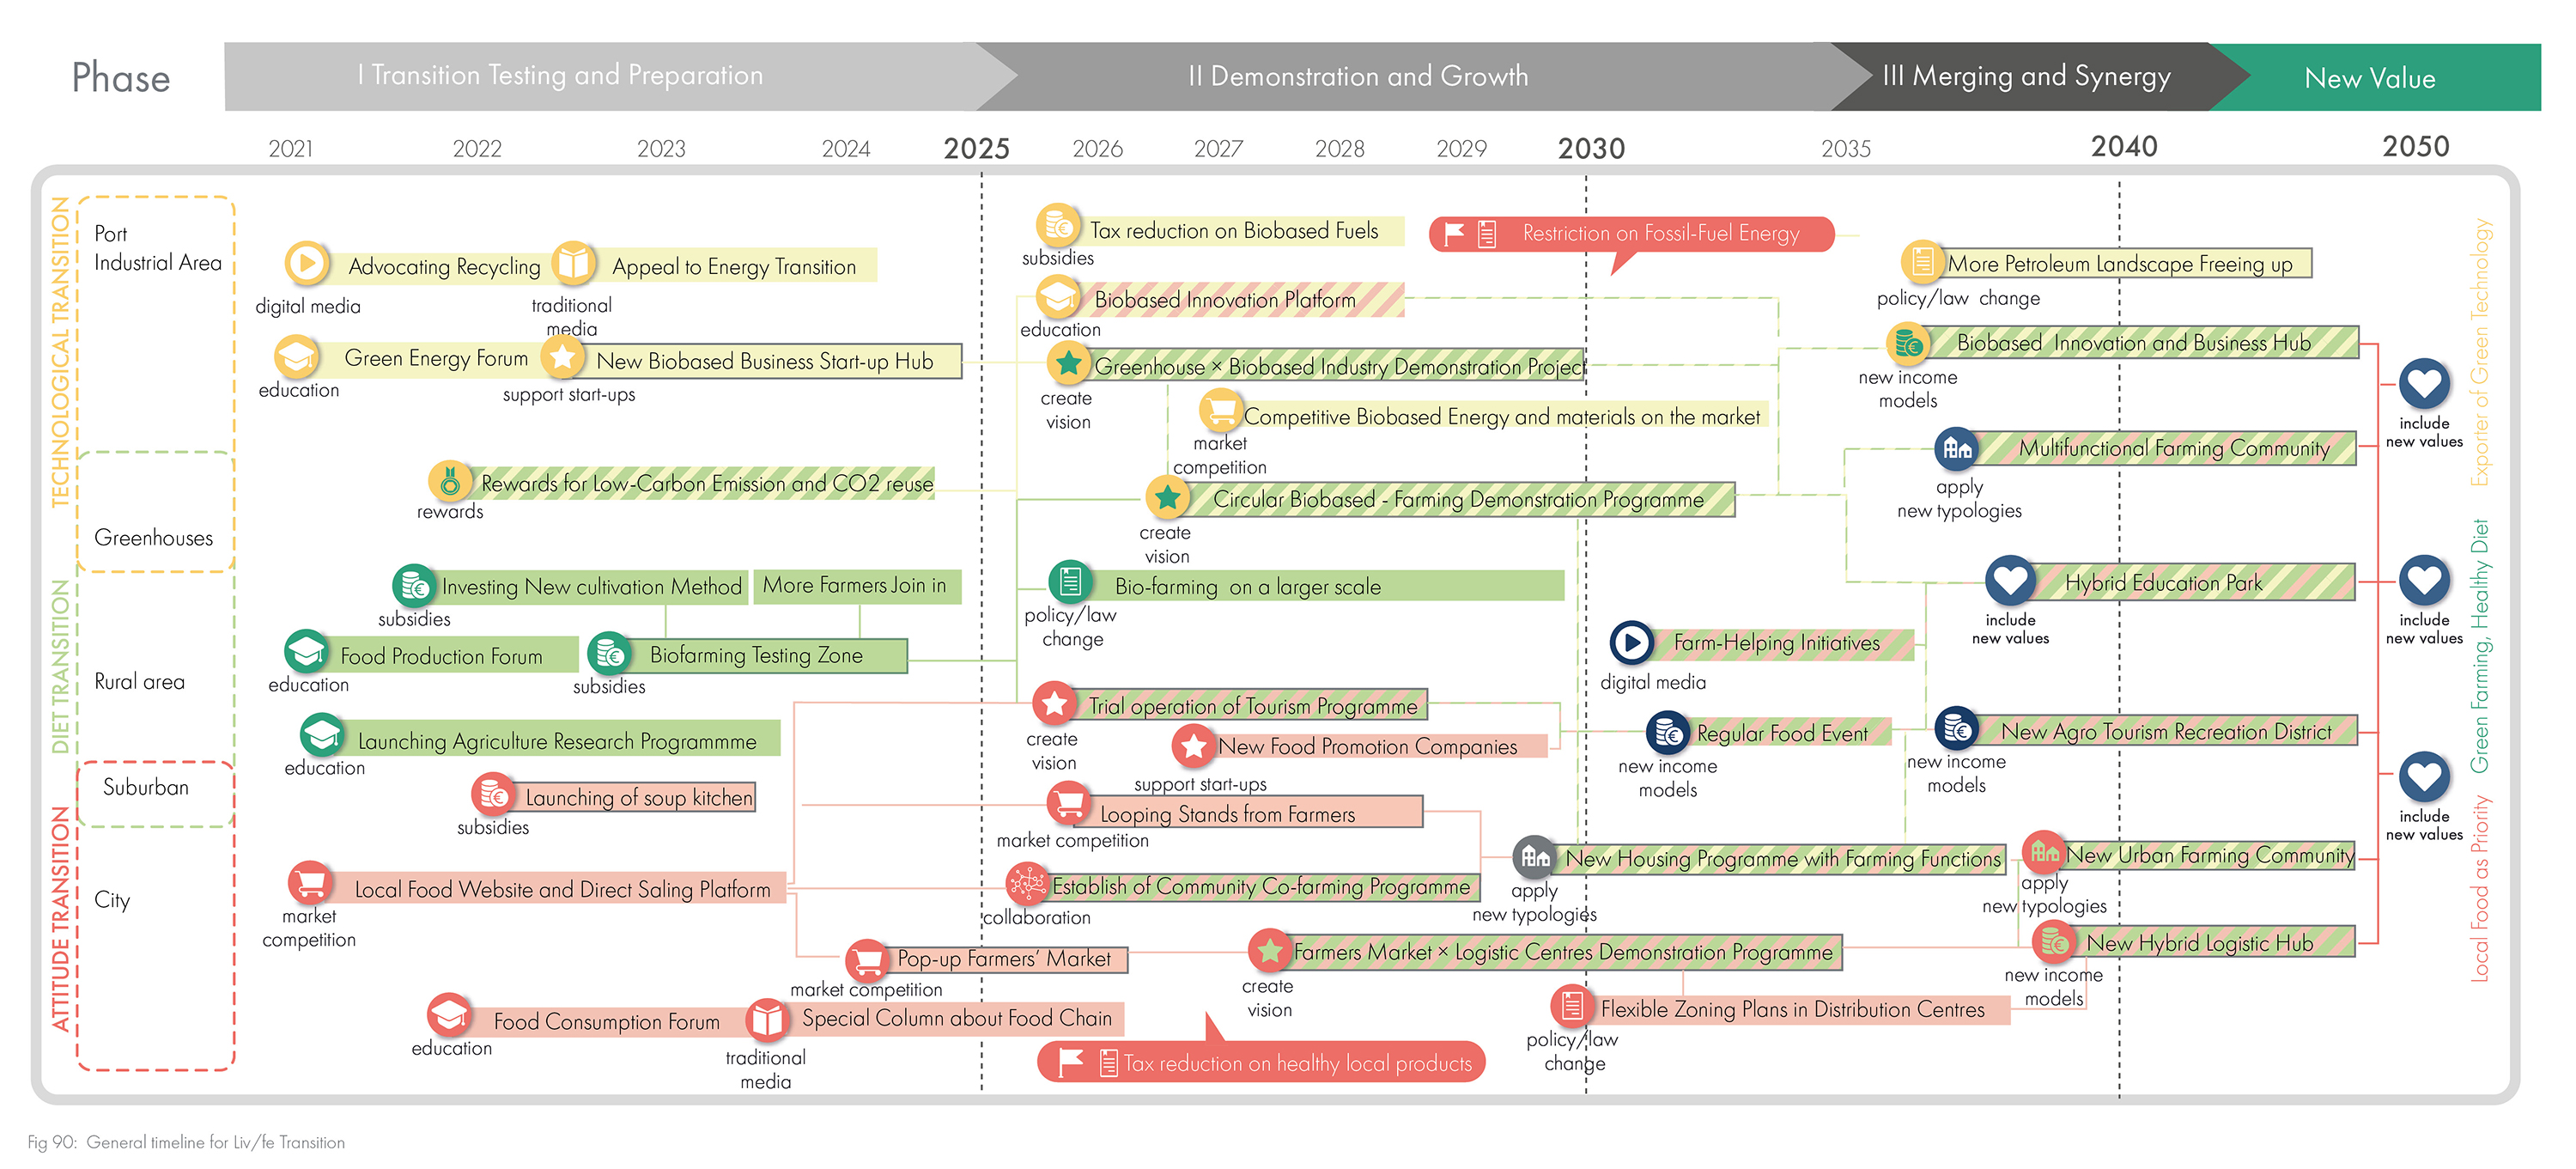 Phase
I Transition Testing and Preparation
II Demonstration and Growth
III Merging and Synergy
New Value
2021
2022
2023
2024
2025
2026
2027
2028
2029
2030
2035
2040
2050
TECHNOLOGICAL TRANSITION
DIET TRANSITION
ATTITUDE TRANSITION
Port
Industrial Area
Greenhouses
Rural area
Suburban
City
Advocating Recycling
digital media
Appeal to Energy Transition
traditional
media
Green Energy Forum
education
New Biobased Business Start-up Hub
support start-ups
Rewards for Low-Carbon Emission and CO2 reuse
rewards
Investing New cultivation Method
subsidies
More Farmers Join in
Food Production Forum
education
Biofarming Testing Zone
subsidies
Launching Agriculture Research Programmme
education
Launching of soup kitchen
subsidies
Local Food Website and Direct Saling Platform
market
competition
Pop-up Farmers' Market
market competition
Food Consumption Forum
education
Special Column about Food Chain
traditional
media
Tax reduction on Biobased Fuels
subsidies
Restriction on Fossil-Fuel Energy
Biobased Innovation Platform
education
Greenhouse × Biobased Industry Demonstration Project
create
vision
Competitive Biobased Energy and materials on the market
market
competition
Circular Biobased - Farming Demonstration Programme
create
vision
Bio-farming on a larger scale
policy/law
change
Farm-Helping Initiatives
digital media
Trial operation of Tourism Programme
create
vision
New Food Promotion Companies
support start-ups
Regular Food Event
new income
models
Looping Stands from Farmers
market competition
Establish of Community Co-farming Programme
collaboration
New Housing Programme with Farming Functions
apply
new typologies
Farmers Market × Logistic Centres Demonstration Programme
create
vision
Flexible Zoning Plans in Distribution Centres
policy/law
change
Tax reduction on healthy local products
More Petroleum Landscape Freeing up
policy/law change
Biobased Innovation and Business Hub
new income
models
Multifunctional Farming Community
apply
new typologies
Hybrid Education Park
include
new values
New Agro Tourism Recreation District
new income
models
New Urban Farming Community
apply
new typologies
New Hybrid Logistic Hub
new income
models
include
new values
include
new values
include
new values
Exporter of Green Technology
Green Farming, Healthy Diet
Local Food as Priority
Fig 90: General timeline for Liv/fe Transition